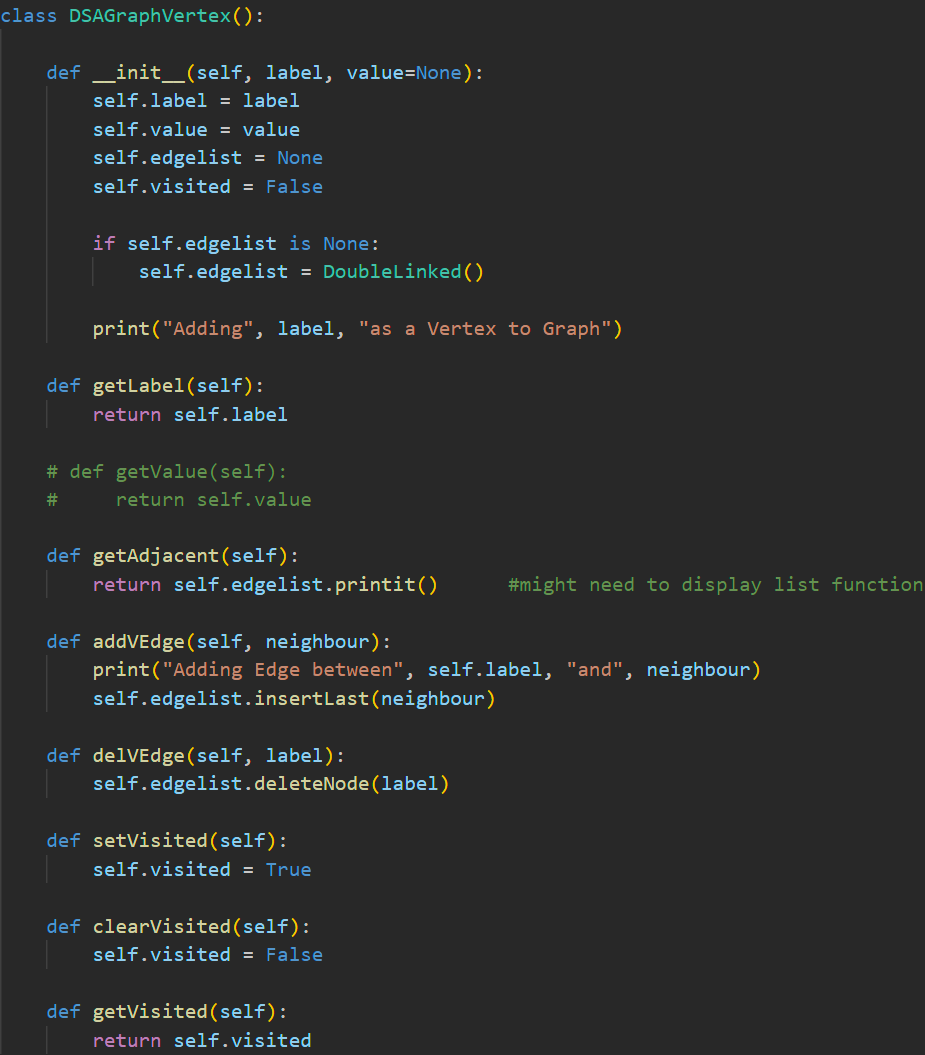 class DSAGraphVertex():
def __init__(self, label, value=None):
self.label = label
self.value = value
self.edgelist = None
self.visited = False
if self.edgelist is None:
self.edgelist = DoubleLinked()
print("Adding", label, "as a Vertex to Graph")
def getLabel(self):
return self.label
# def getValue(self):
#     return self.value
def getAdjacent(self):
return self.edgelist.printit()      #might need to display list function
def addVEdge(self, neighbour):
print("Adding Edge between", self.label, "and", neighbour)
self.edgelist.insertLast(neighbour)
def delVEdge(self, label):
self.edgelist.deleteNode(label)
def setVisited(self):
self.visited = True
def clearVisited(self):
self.visited = False
def getVisited(self):
return self.visited